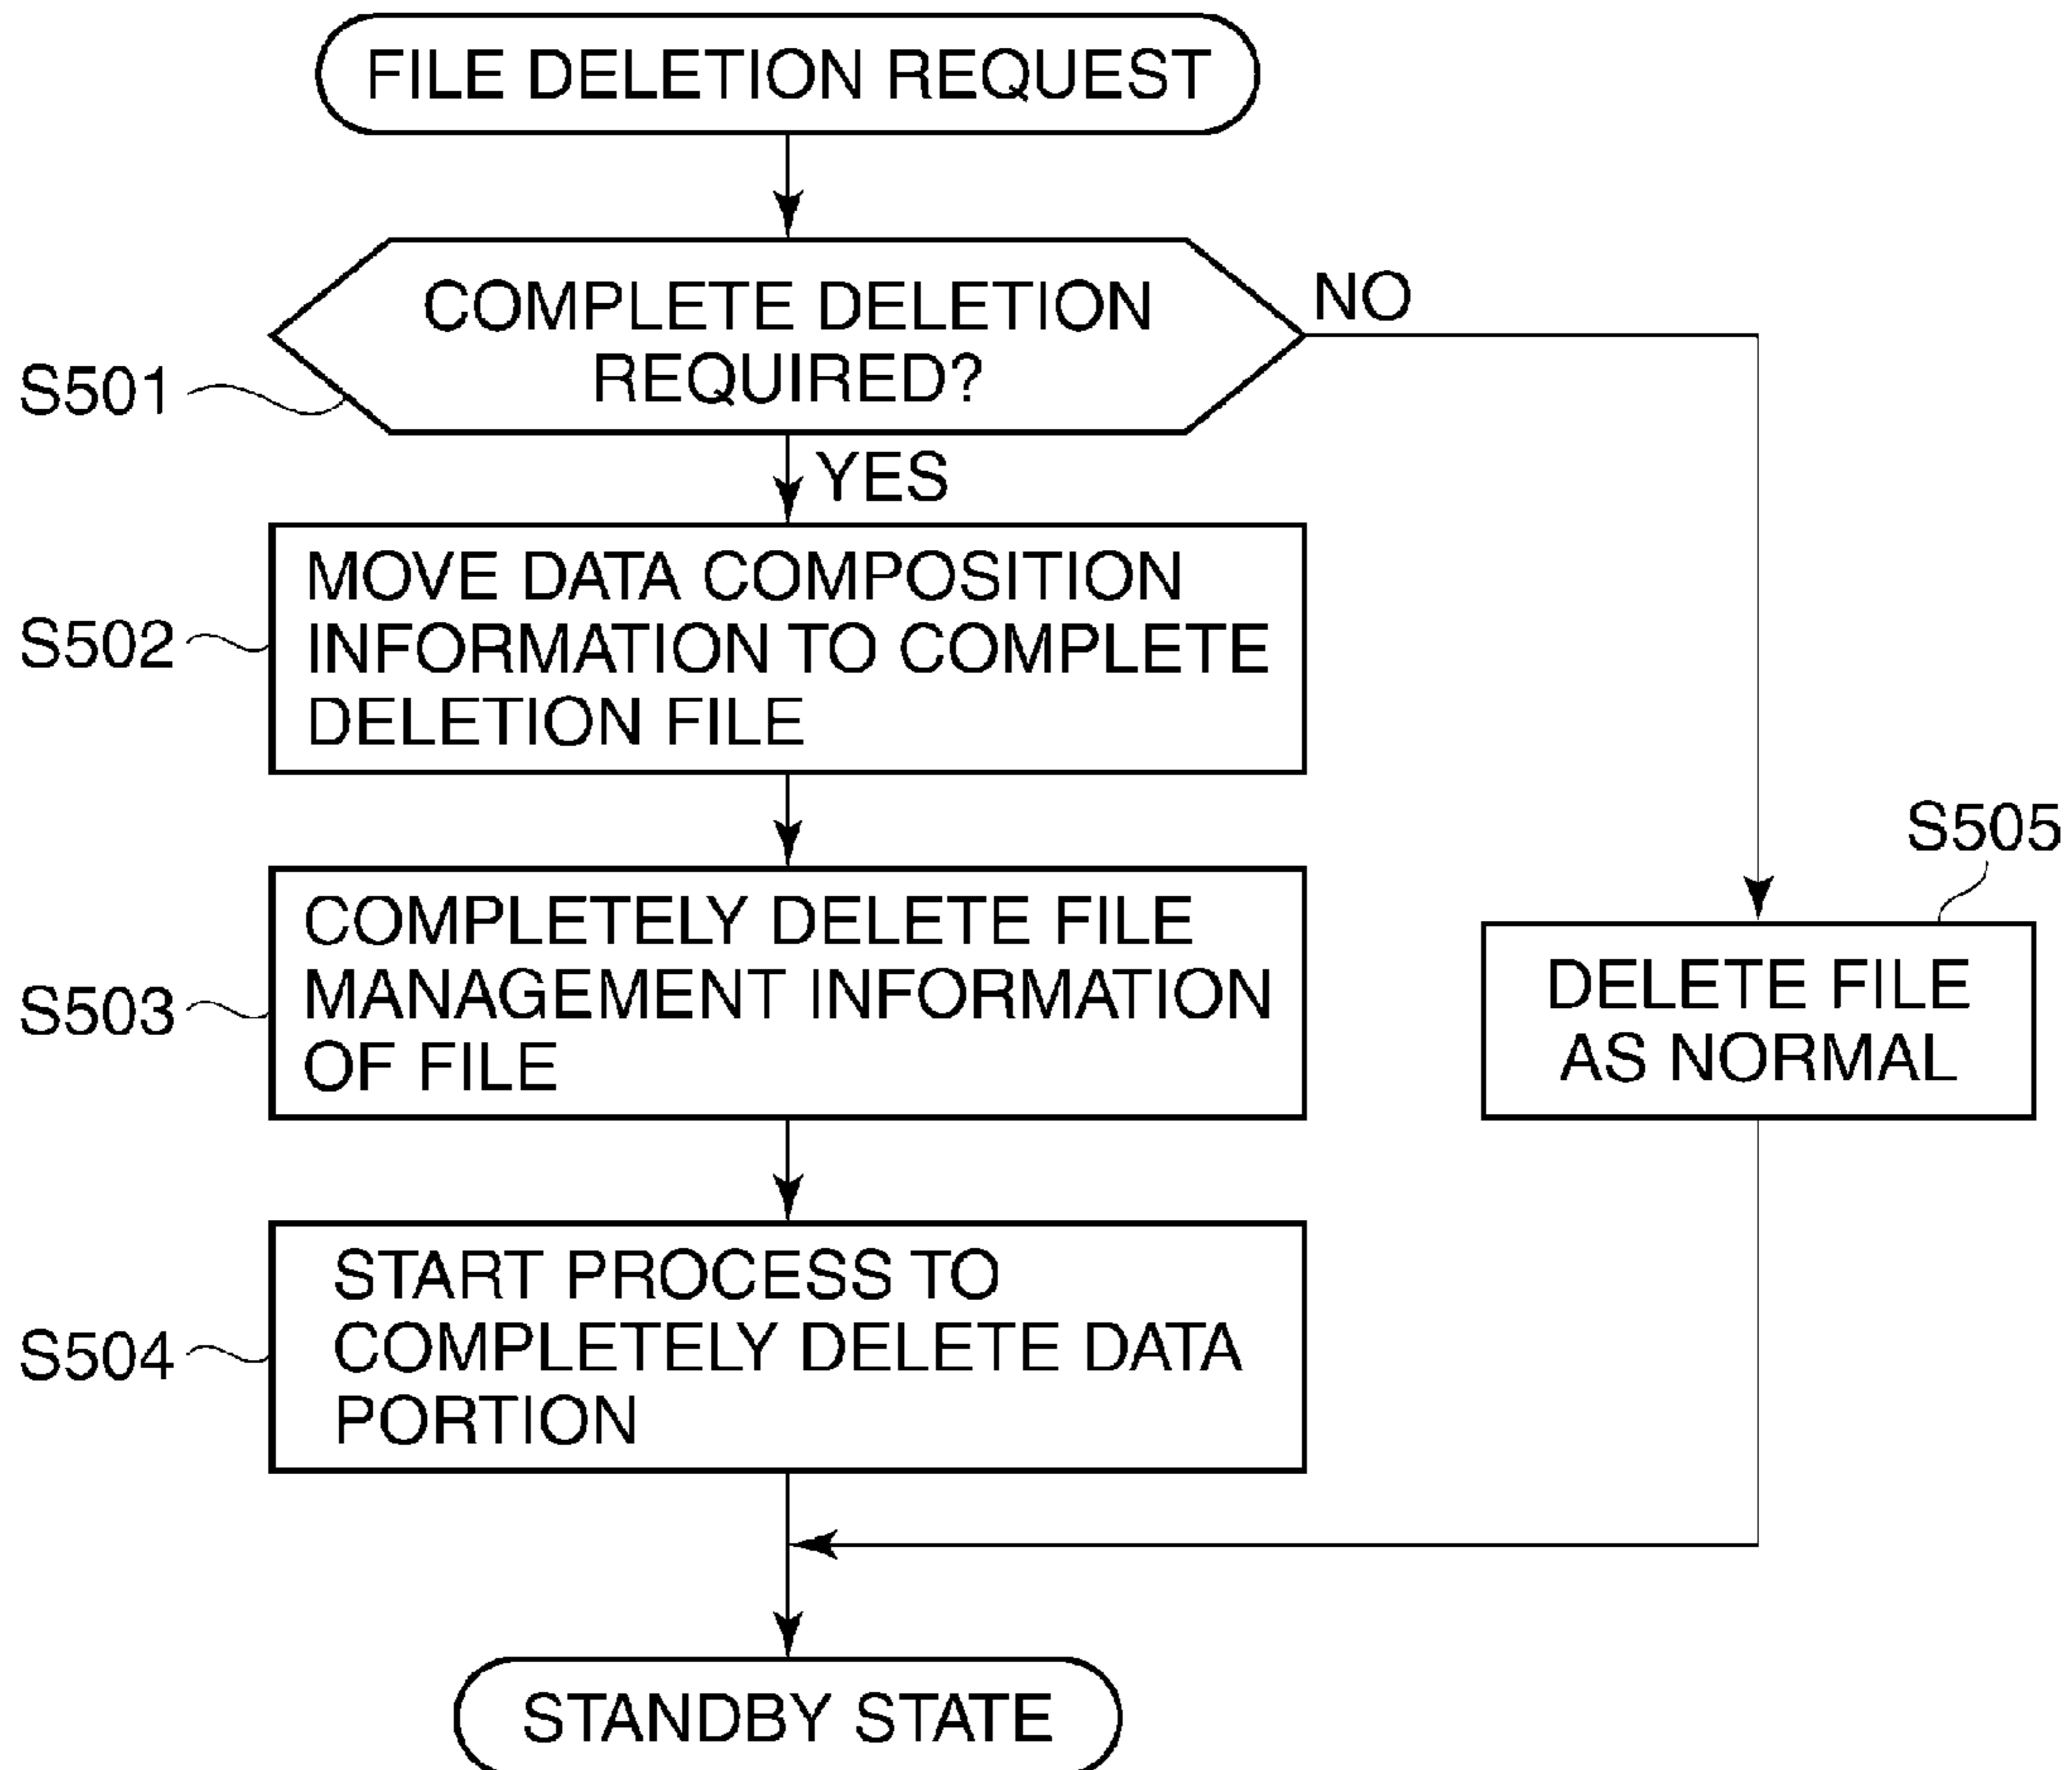 FILE DELETION REQUEST
COMPLETE DELETION
REQUIRED?
NO
S501
YES
MOVE DATA COMPOSITION
INFORMATION TO COMPLETE
DELETION FILE
S502
COMPLETELY DELETE FILE
MANAGEMENT INFORMATION
OF FILE
S503
S505
DELETE FILE
AS NORMAL
START PROCESS TO
COMPLETELY DELETE DATA
PORTION
S504
STANDBY STATE